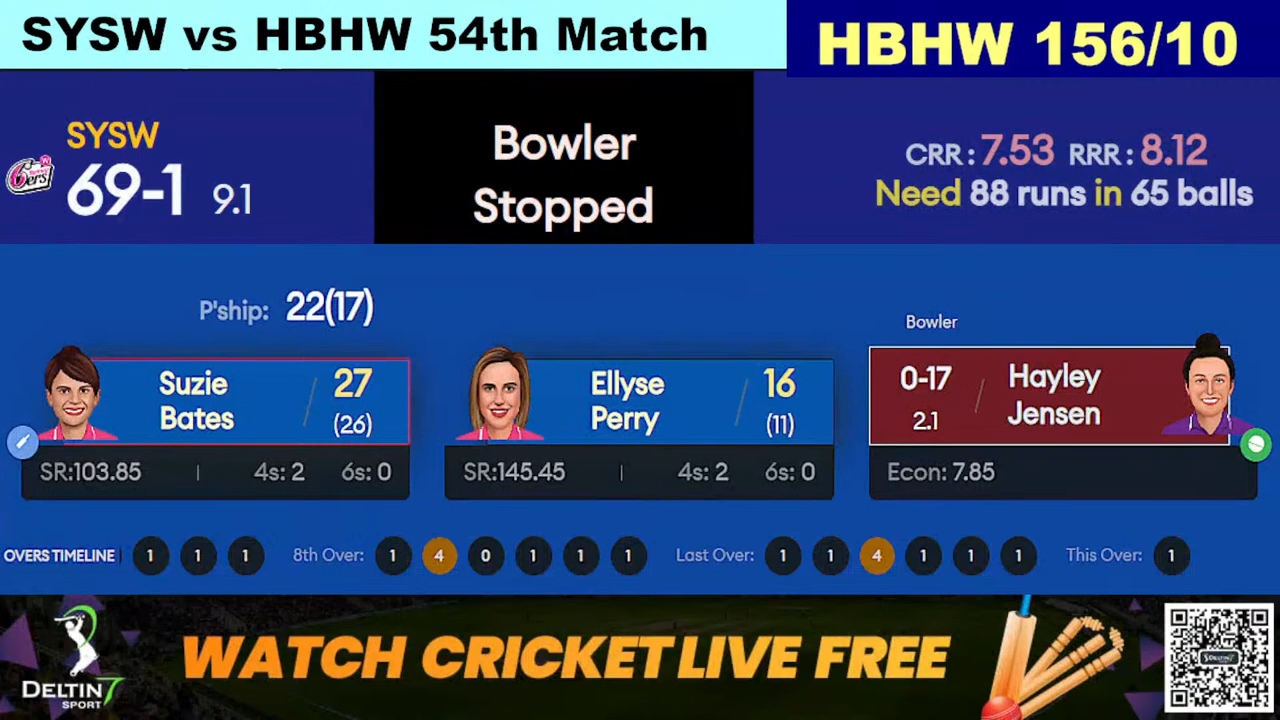 SYSW vs HBHW 54th Match
HBHW 156/10
SYSW
69-1 9.1
6ers
Bowler
Stopped
CRR : 7.53 RRR : 8.12
Need 88 runs in 65 balls
P'ship: 22(17)
Bowler
Suzie
Bates
27
(26)
Ellyse
Perry
16
(11)
0-17
2.1
Hayley
Jensen
SR:103.85 | 4s: 2 6s: 0
SR:145.45 | 4s: 2 6s: 0
Econ: 7.85
OVERS TIMELINE 1 1 1 8th Over: 1 4 0 1 1 1 Last Over: 1 1 4 1 1 1 This Over: 1
DELTIN7
SPORT
WATCH CRICKET LIVE FREE